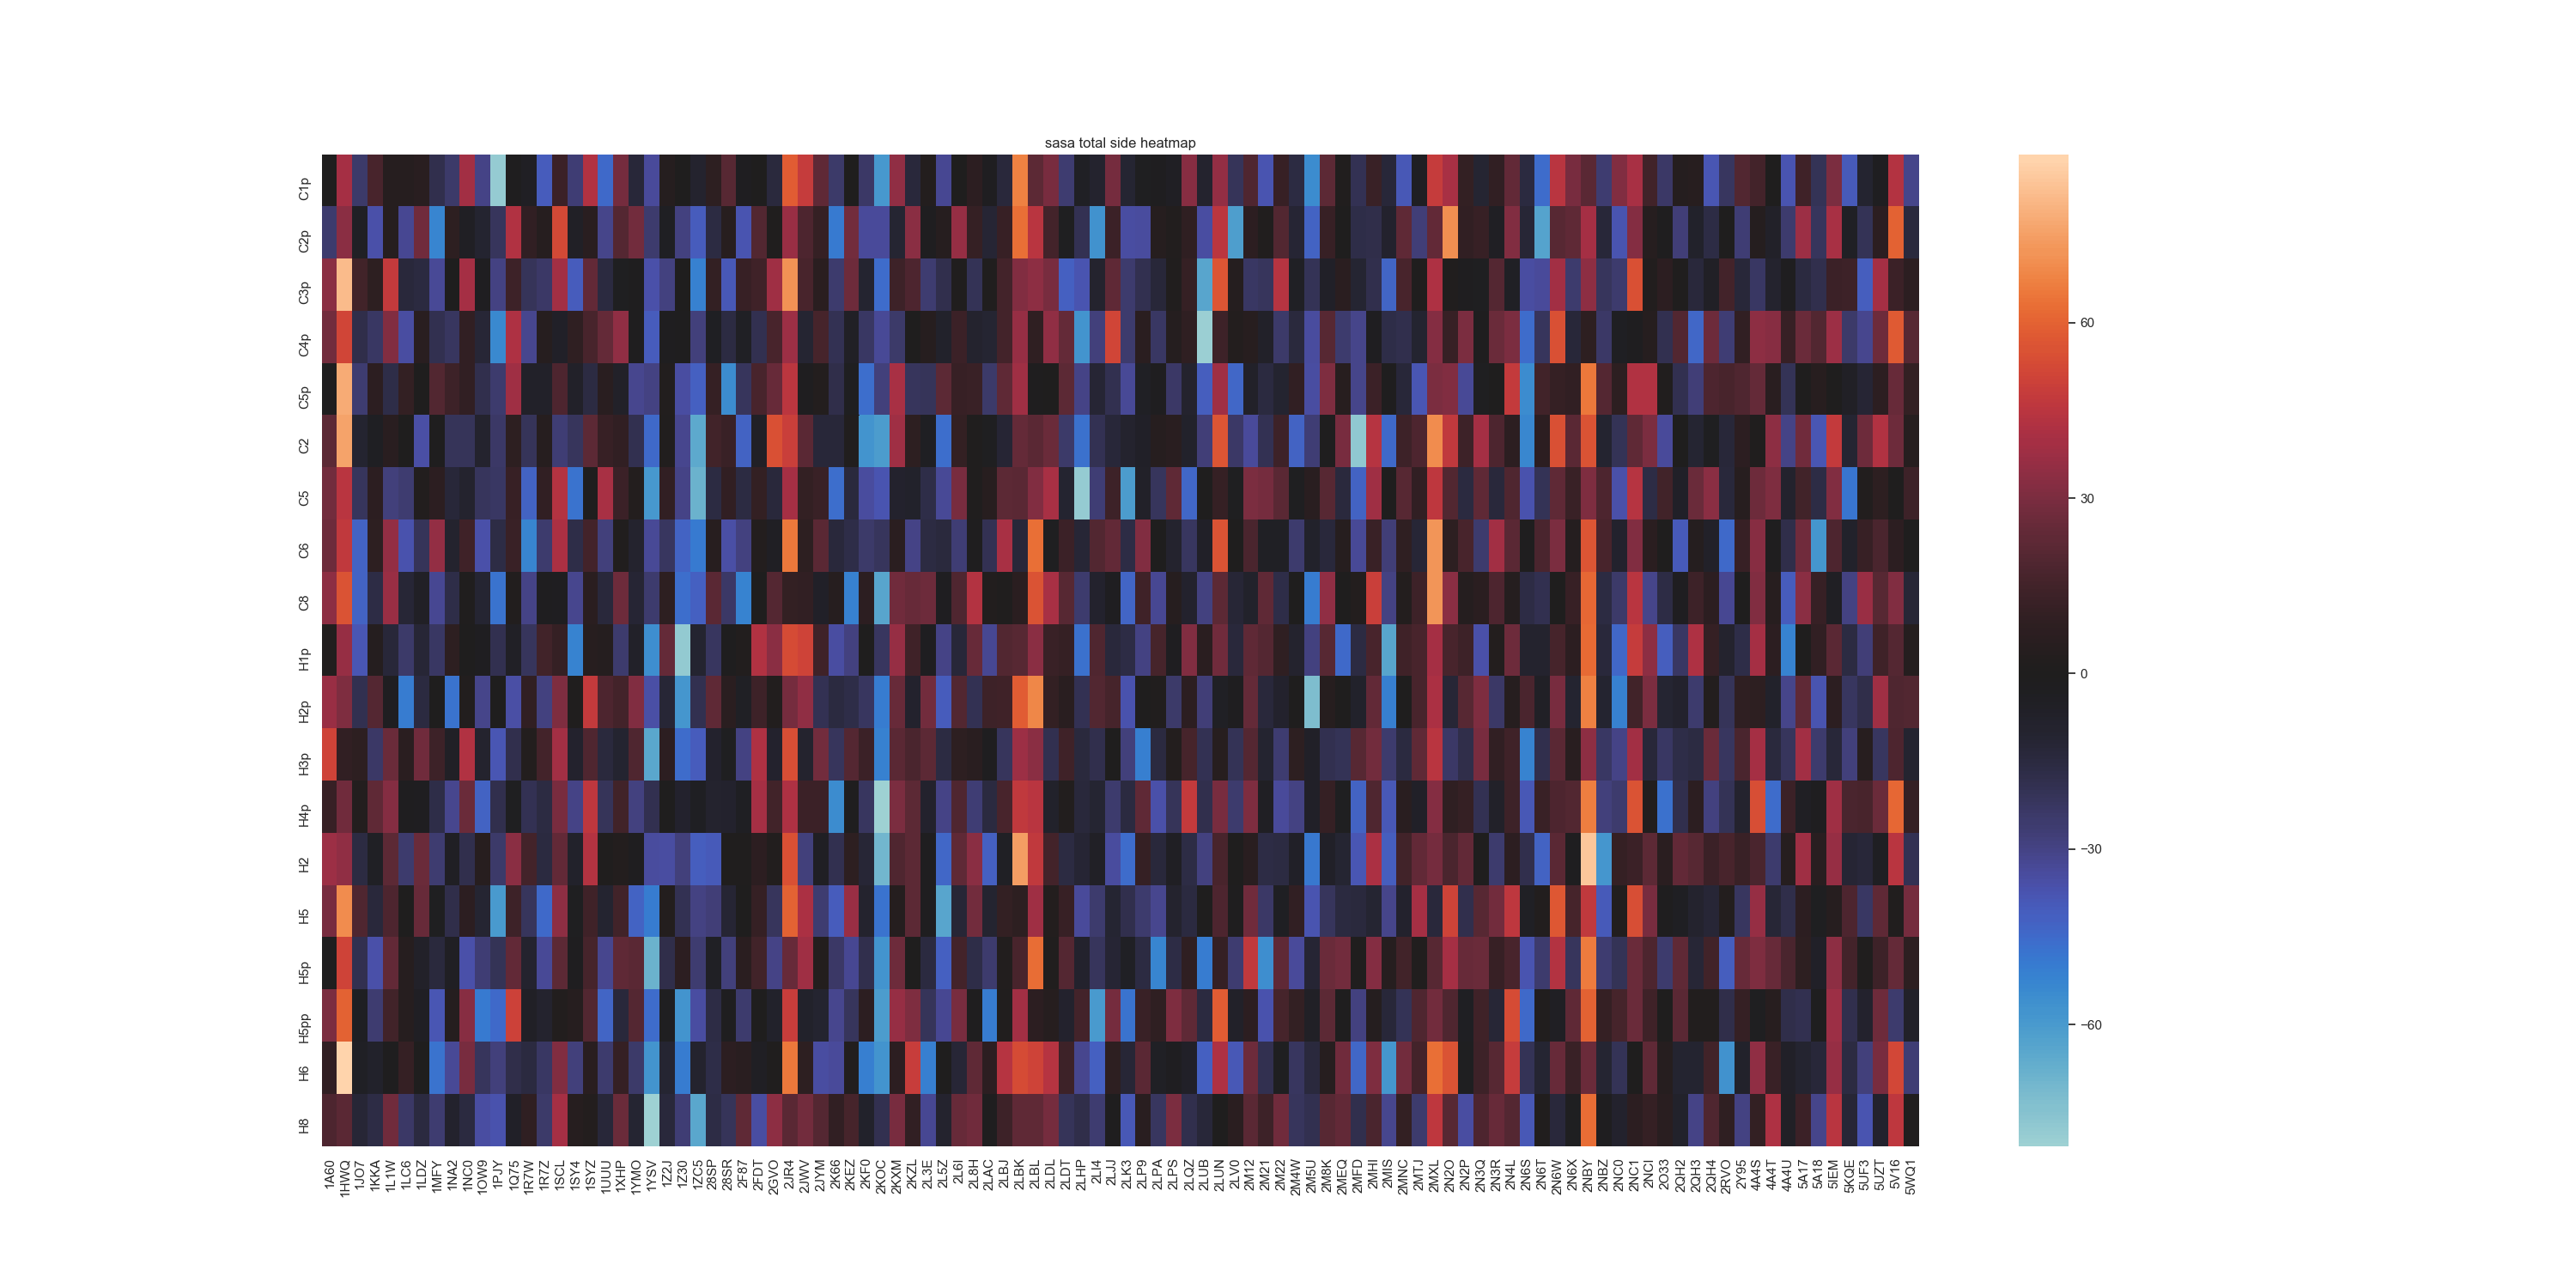 sasa total side heatmap
C1p
C2p
C3p
C4p
C5p
C2
C5
C6
C8
H1p
H2p
H3p
H4p
H2
H5
H5p
H5pp
H6
H8
1A60
1HWQ
1JO7
1KKA
1L1W
1LC6
1LDZ
1MFY
1NA2
1NC0
1OW9
1PJY
1Q75
1R7W
1R7Z
1SCL
1SY4
1SYZ
1UUU
1XHP
1YMO
1YSV
1Z2J
1Z30
1ZC5
28SP
28SR
2F87
2FDT
2GVO
2JR4
2JWV
2JYM
2K66
2KEZ
2KF0
2KOC
2KXM
2KZL
2L3E
2L5Z
2L6I
2L8H
2LAC
2LBJ
2LBK
2LBL
2LDL
2LDT
2LHP
2LI4
2LJJ
2LK3
2LP9
2LPA
2LPS
2LQZ
2LUB
2LUN
2LV0
2M12
2M21
2M22
2M4W
2M5U
2M8K
2MEQ
2MFD
2MHI
2MIS
2MNC
2MTJ
2MXL
2N2O
2N2P
2N3Q
2N3R
2N4L
2N6S
2N6T
2N6W
2N6X
2NBY
2NBZ
2NC0
2NC1
2NCI
2O33
2QH2
2QH3
2QH4
2RVO
2Y95
4A4S
4A4T
4A4U
5A17
5A18
5IEM
5KQE
5UF3
5UZT
5V16
5WQ1
60
30
0
−30
−60